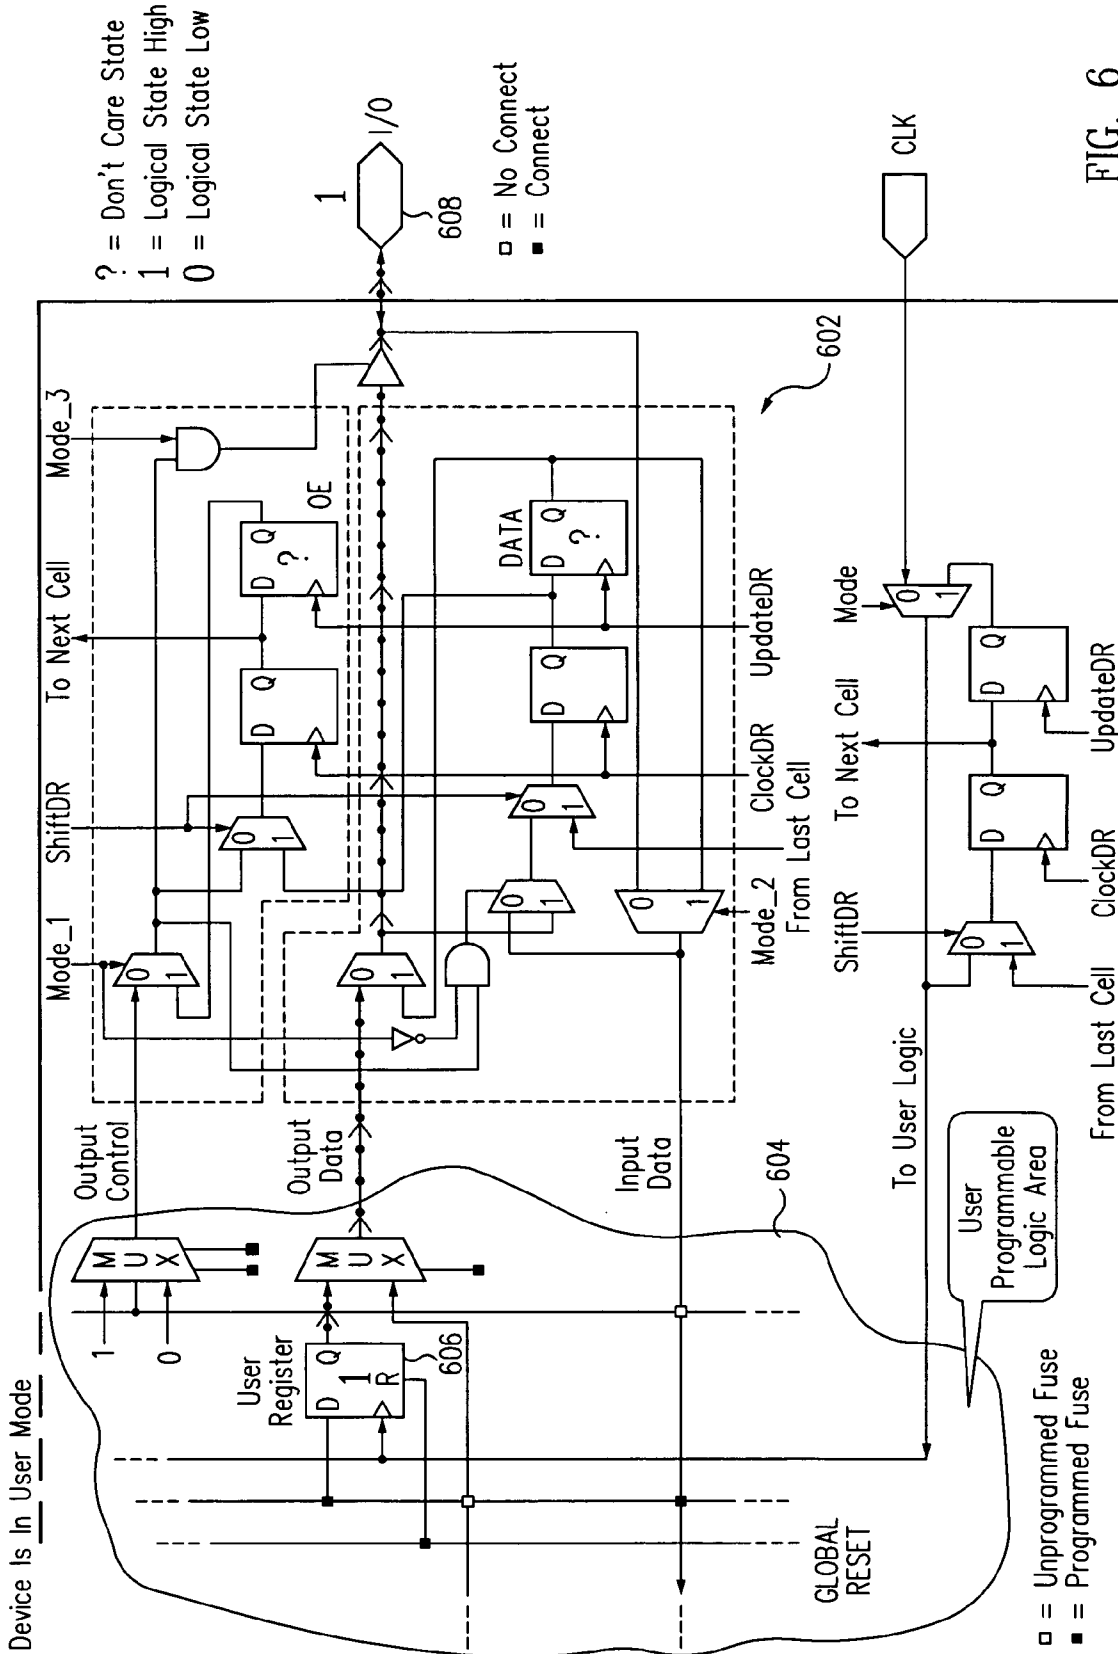 Device Is In User Mode
? = Don't Care State
1 = Logical State High
0 = Logical State Low
□ = No Connect
■ = Connect
Mode_1
ShiftDR
To Next Cell
Mode_3
Output
Control
M
U
X
1
0
0
1
0
1
D Q
D Q
?
OE
1
I/O
608
User
Register
D Q
1
R
606
M
U
X
Output
Data
0
1
0
1
0
1
D Q
DATA
D Q
?
0
1
Input
Data
602
604
Mode_2
From Last Cell
ClockDR
UpdateDR
GLOBAL
RESET
To User Logic
ShiftDR
To Next Cell
Mode
CLK
0
1
D Q
D Q
0
1
From Last Cell
ClockDR
UpdateDR
User
Programmable
Logic Area
□ = Unprogrammed Fuse
■ = Programmed Fuse
FIG. 6